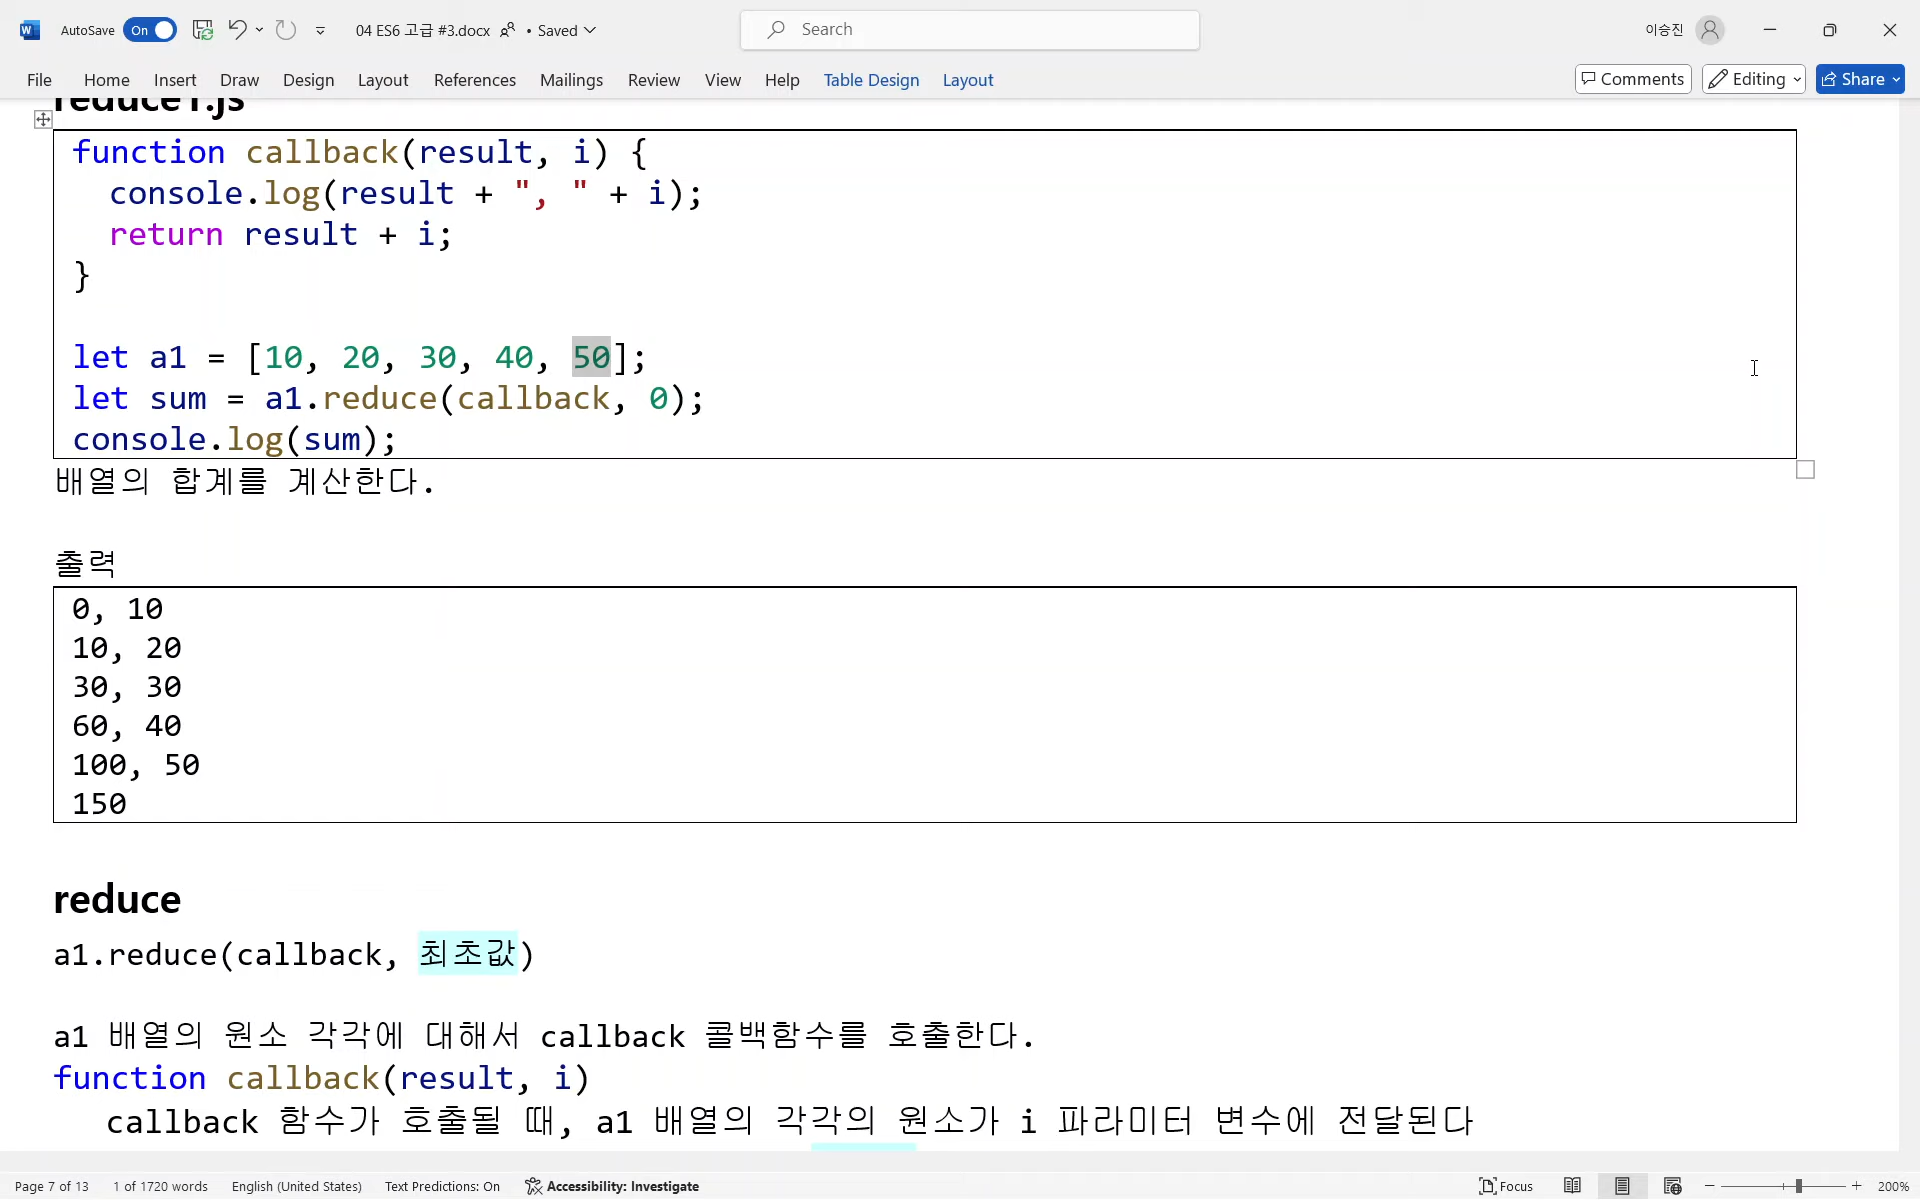 AutoSave On 04 ES6 고급 #3.docx • Saved Search 이승진
File Home Insert Draw Design Layout References Mailings Review View Help Table Design Layout Comments Editing Share
reduce1.js
function callback(result, i) {
console.log(result + ", " + i);
return result + i;
}
let a1 = [10, 20, 30, 40, 50];
let sum = a1.reduce(callback, 0);
console.log(sum);
배열의 합계를 계산한다.
출력
0, 10
10, 20
30, 30
60, 40
100, 50
150
reduce
a1.reduce(callback, 최초값)
a1 배열의 원소 각각에 대해서 callback 콜백함수를 호출한다.
function callback(result, i)
callback 함수가 호출될 때, a1 배열의 각각의 원소가 i 파라미터 변수에 전달된다
Page 7 of 13 1 of 1720 words English (United States) Text Predictions: On Accessibility: Investigate Focus 200%